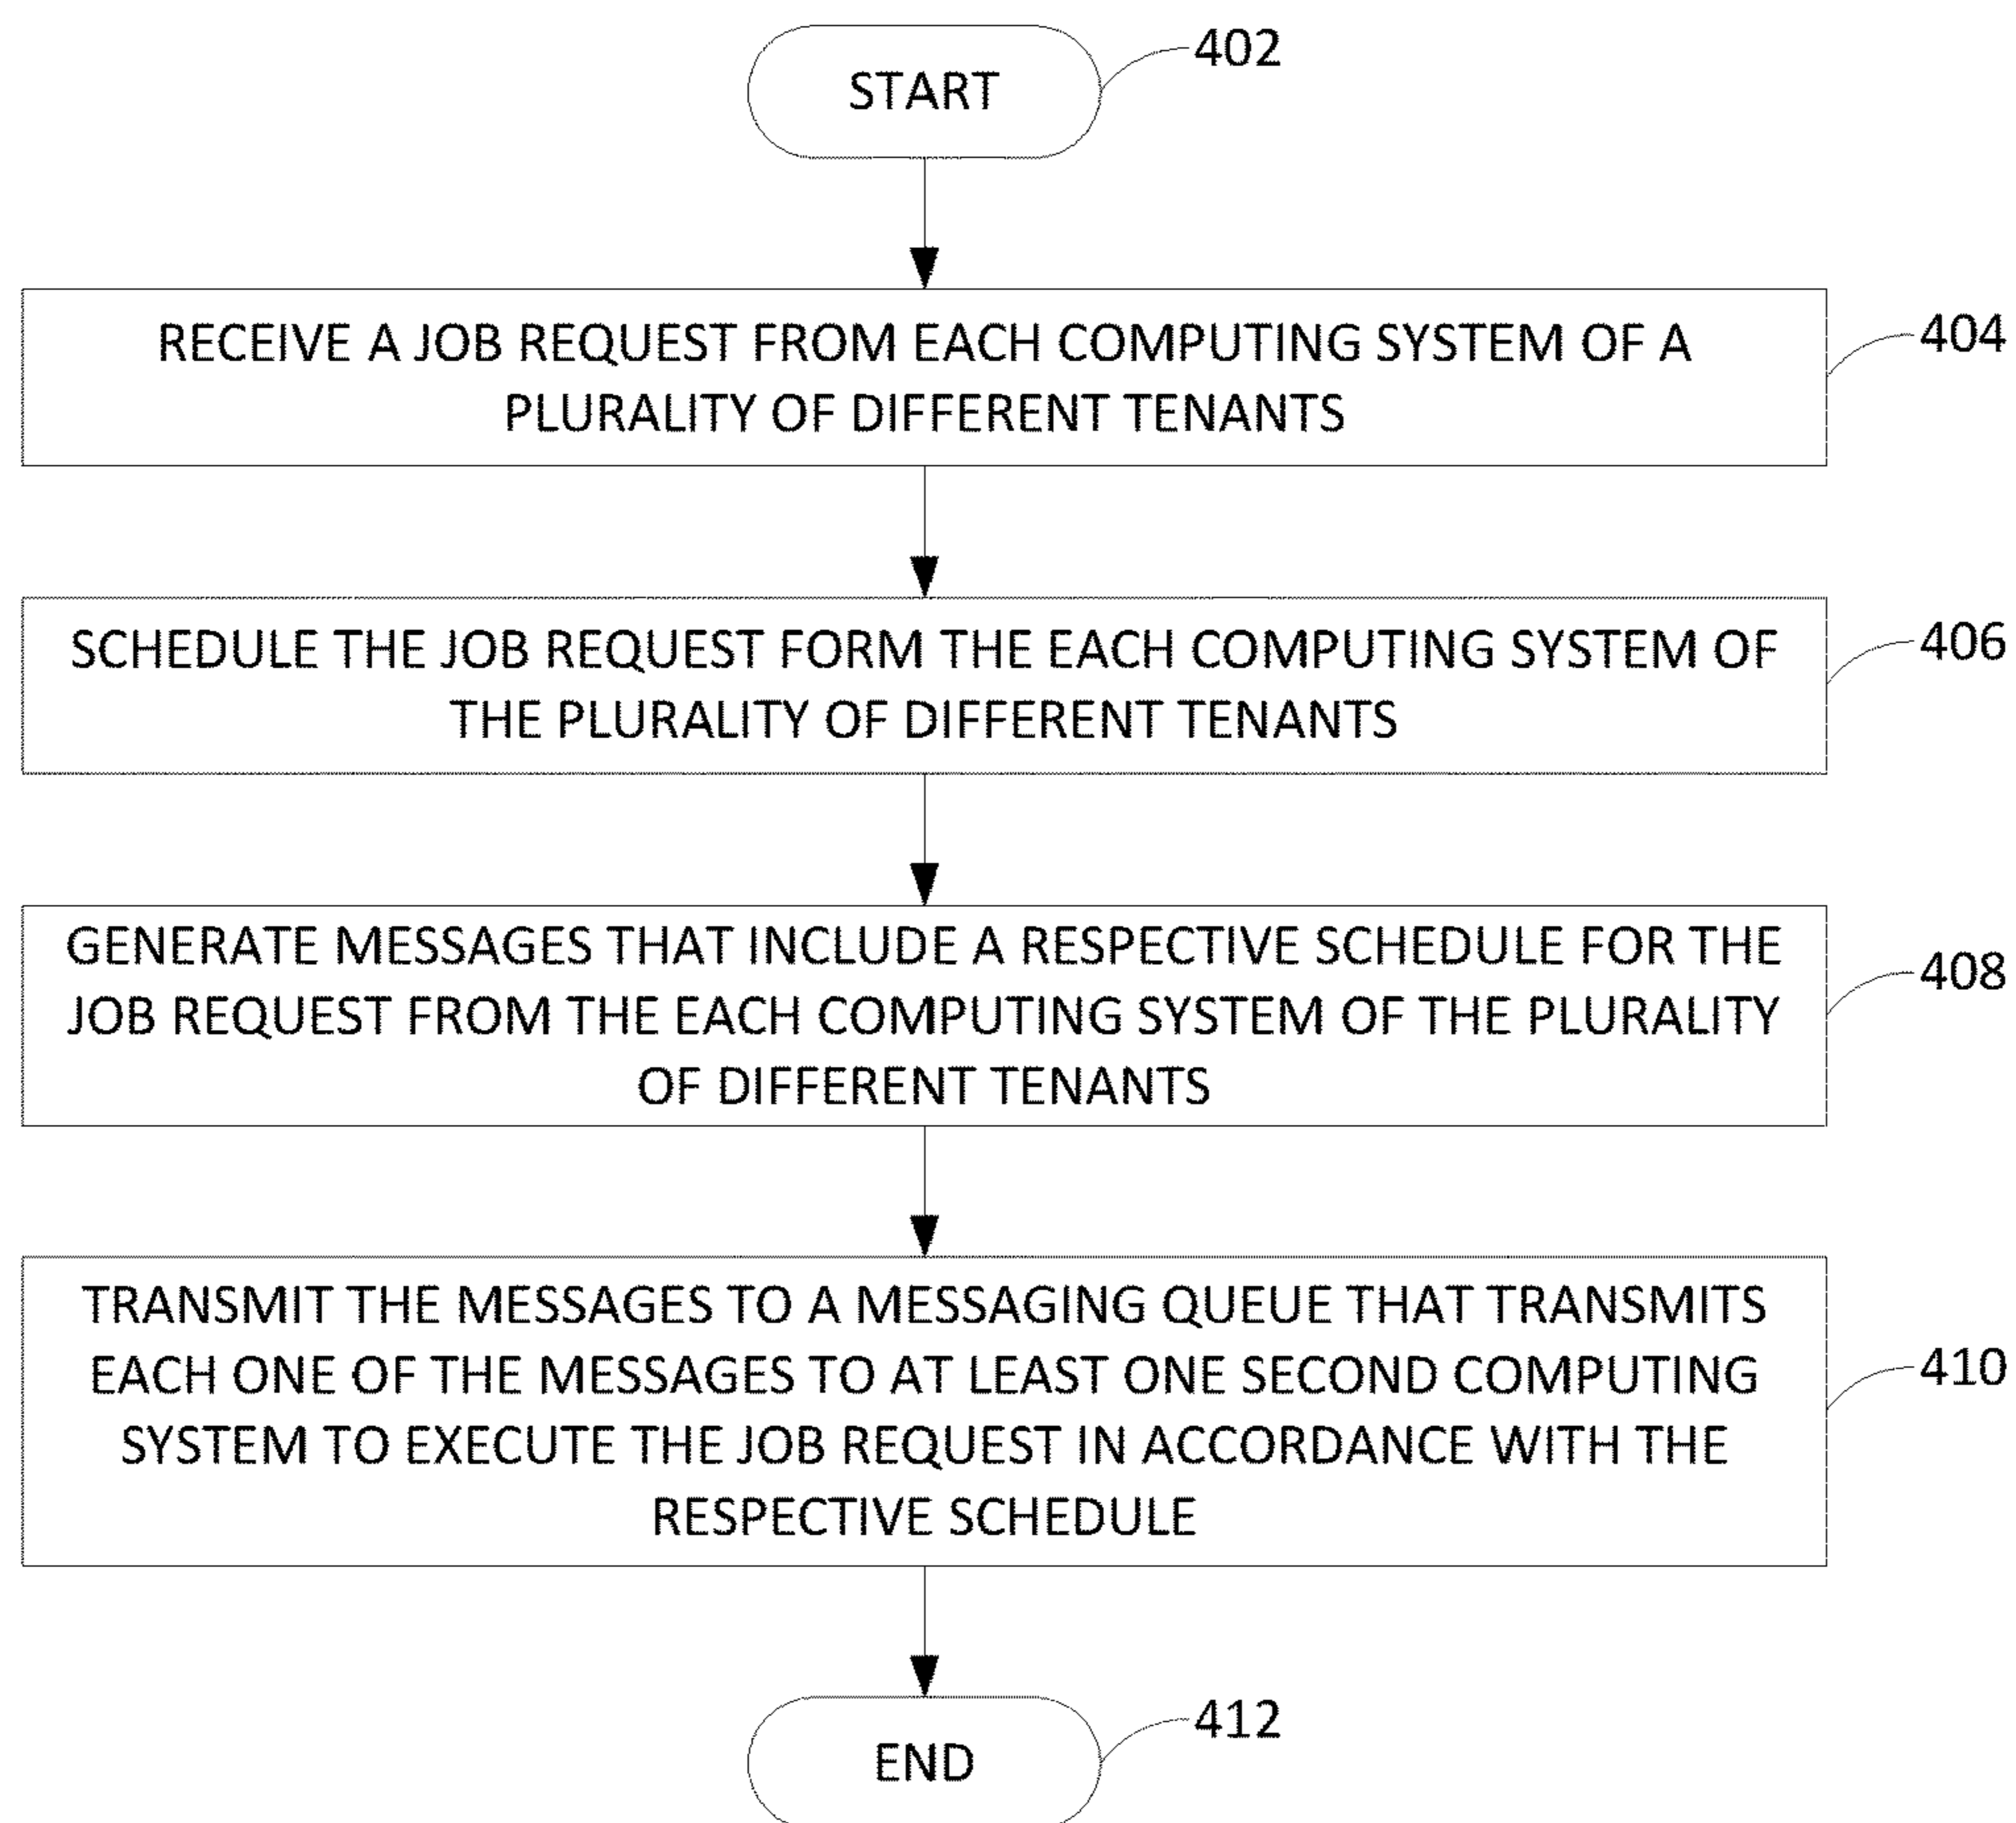 START
402
RECEIVE A JOB REQUEST FROM EACH COMPUTING SYSTEM OF A
PLURALITY OF DIFFERENT TENANTS
404
SCHEDULE THE JOB REQUEST FORM THE EACH COMPUTING SYSTEM OF
THE PLURALITY OF DIFFERENT TENANTS
406
GENERATE MESSAGES THAT INCLUDE A RESPECTIVE SCHEDULE FOR THE
JOB REQUEST FROM THE EACH COMPUTING SYSTEM OF THE PLURALITY
OF DIFFERENT TENANTS
408
TRANSMIT THE MESSAGES TO A MESSAGING QUEUE THAT TRANSMITS
EACH ONE OF THE MESSAGES TO AT LEAST ONE SECOND COMPUTING
SYSTEM TO EXECUTE THE JOB REQUEST IN ACCORDANCE WITH THE
RESPECTIVE SCHEDULE
410
END
412